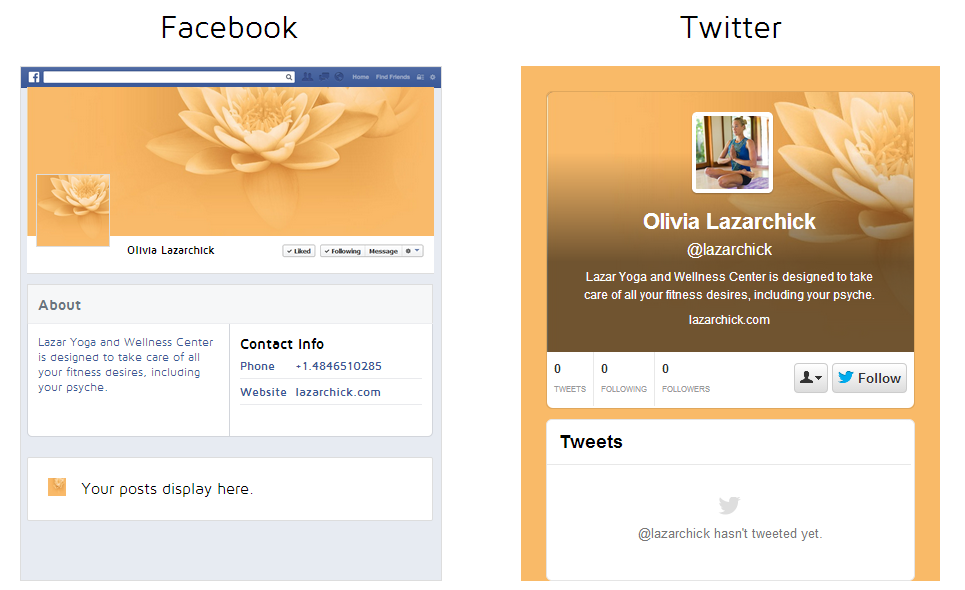 Facebook
Twitter
f
Home Find Friends
Olivia Lazarchick
Liked
Following
Message
About
Lazar Yoga and Wellness Center
is designed to take care of all
your fitness desires, including
your psyche.
Contact Info
Phone +1.4846510285
Website lazarchick.com
Your posts display here.
Olivia Lazarchick
@lazarchick
Lazar Yoga and Wellness Center is designed to take
care of all your fitness desires, including your psyche.
lazarchick.com
0 0 0
TWEETS FOLLOWING FOLLOWERS
Follow
Tweets
@lazarchick hasn't tweeted yet.